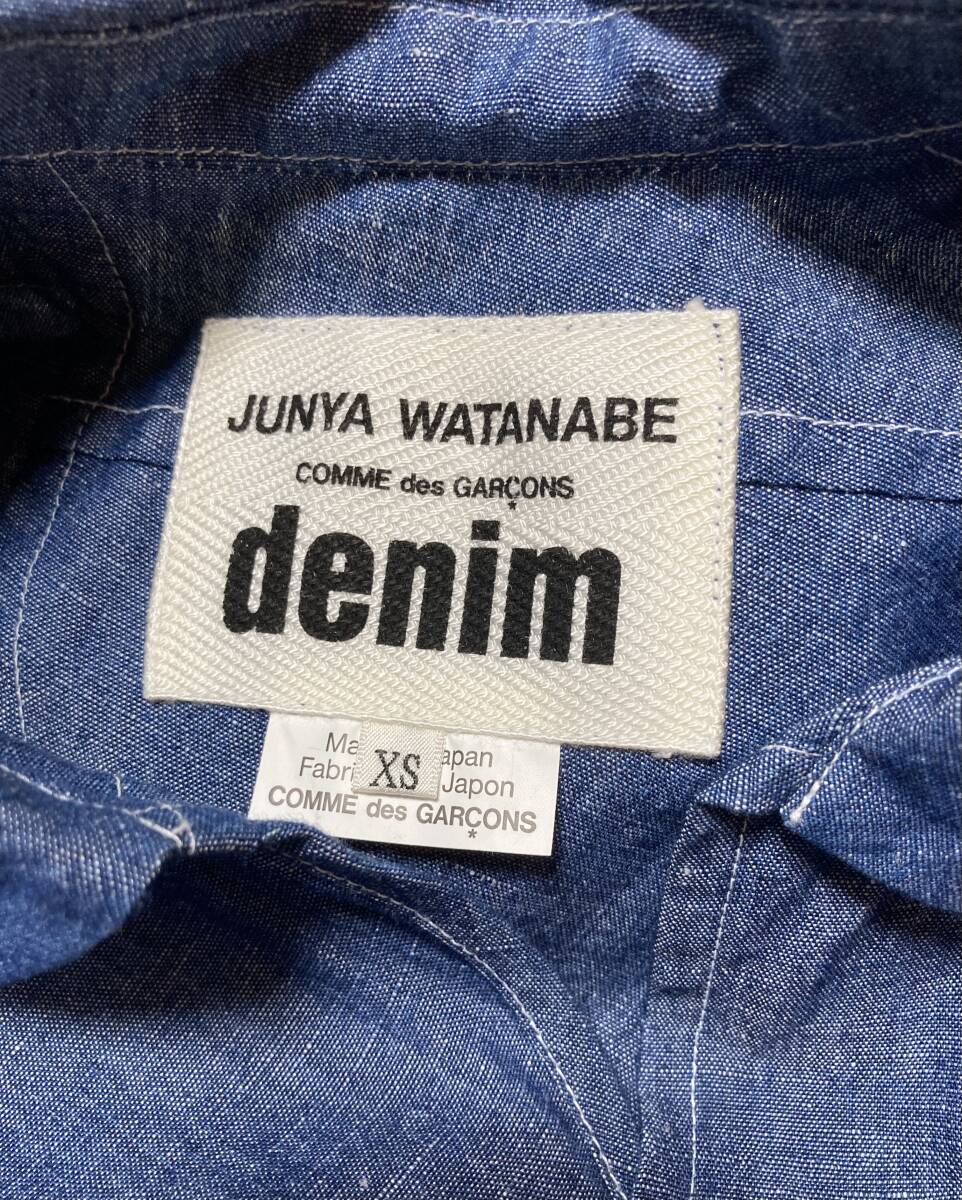 JUNYA WATANABE
COMME des GARÇONS
denim
XS
COMME des GARÇONS